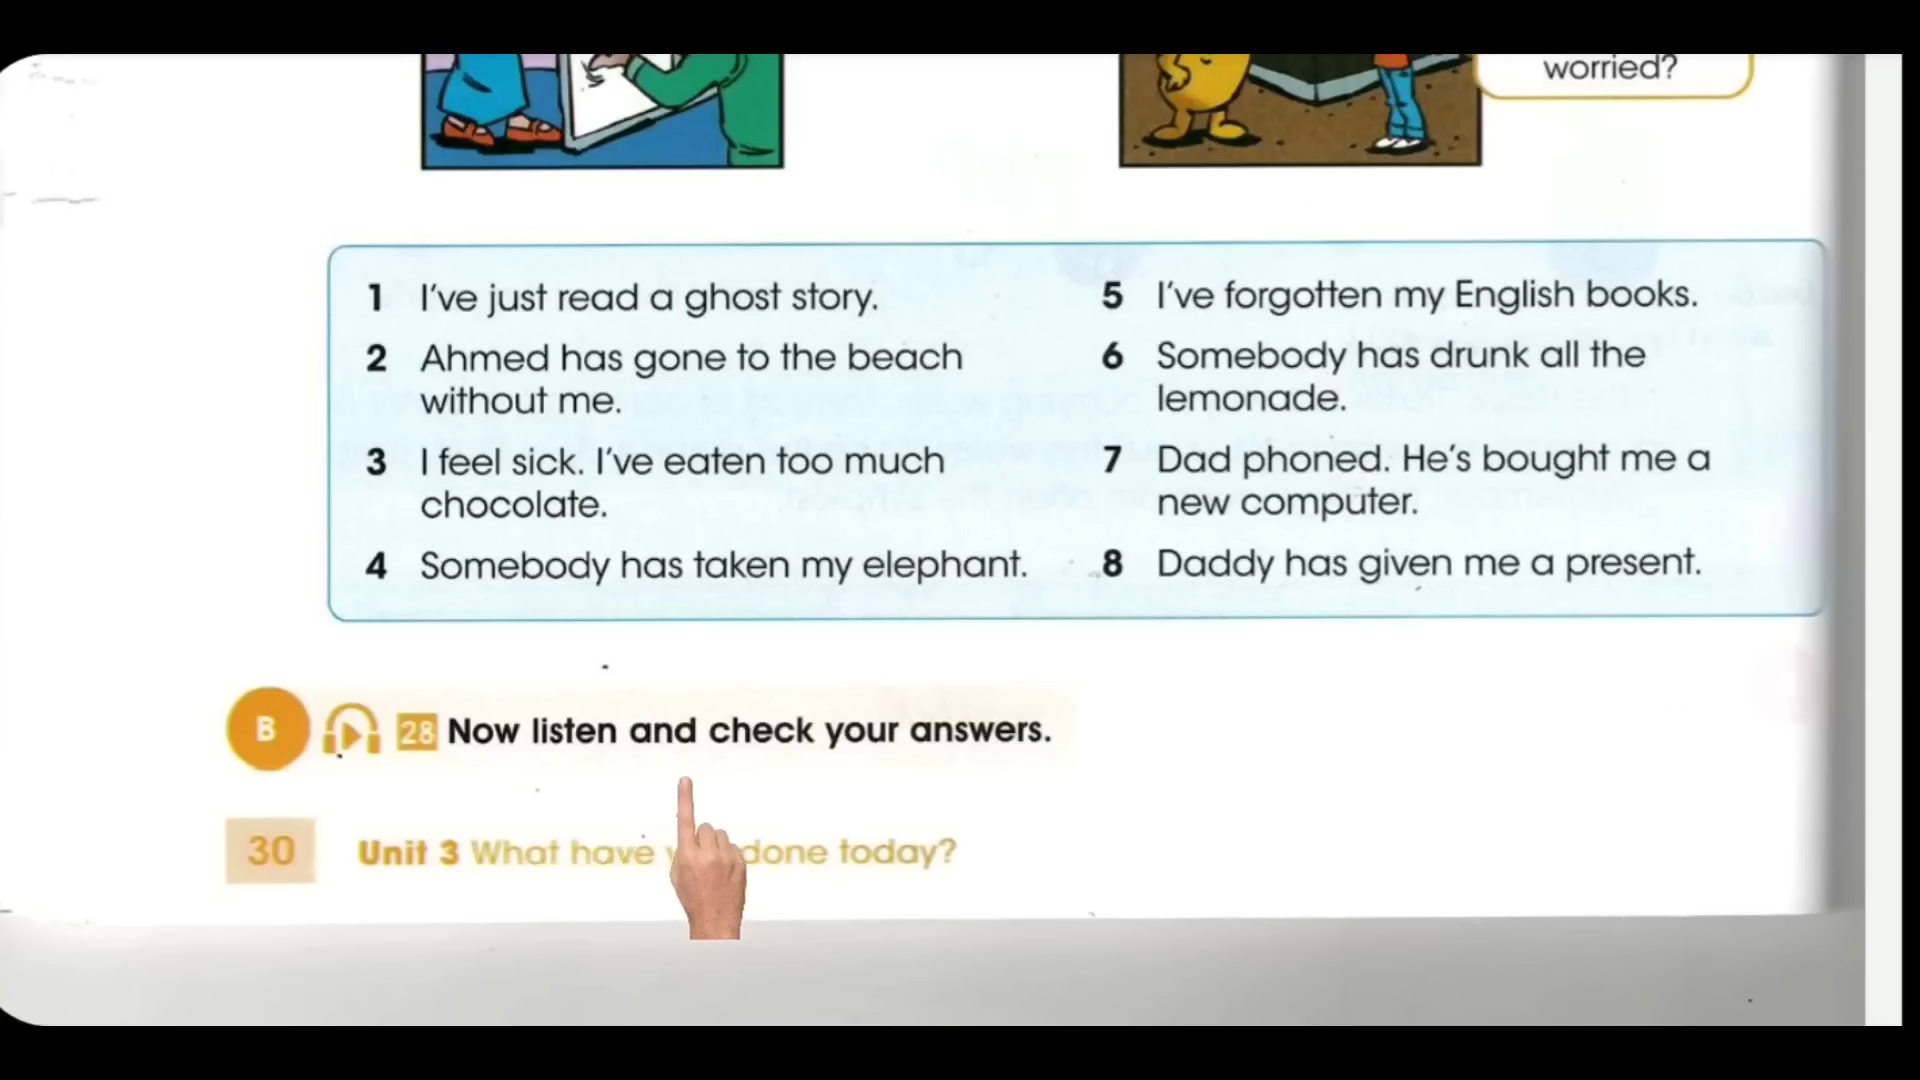 worried?
1 I've just read a ghost story.
2 Ahmed has gone to the beach
without me.
3 I feel sick. I've eaten too much
chocolate.
4 Somebody has taken my elephant.
5 I've forgotten my English books.
6 Somebody has drunk all the
lemonade.
7 Dad phoned. He's bought me a
new computer.
8 Daddy has given me a present.
B 28 Now listen and check your answers.
30 Unit 3 What have done today?